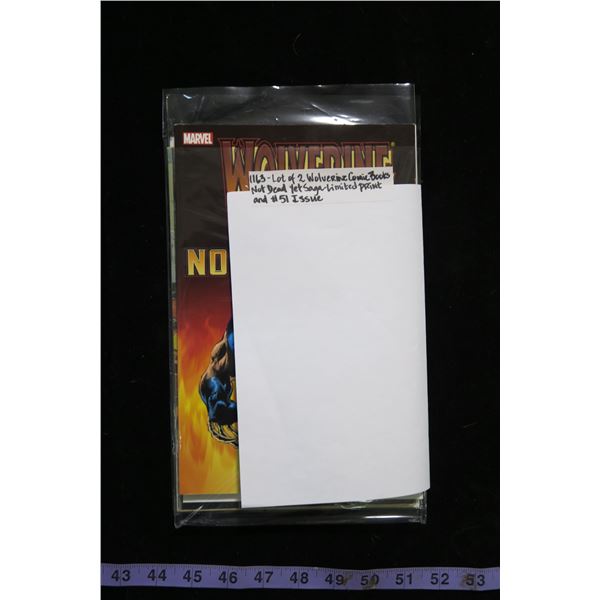 MARVEL
WOLVERINE
1163-Lot of 2 Wolverine Comic Books
Not Dead Yet Saga-Limited Print
and #51 Issue
NO
43 44 45 46 47 48 49 50 51 52 53